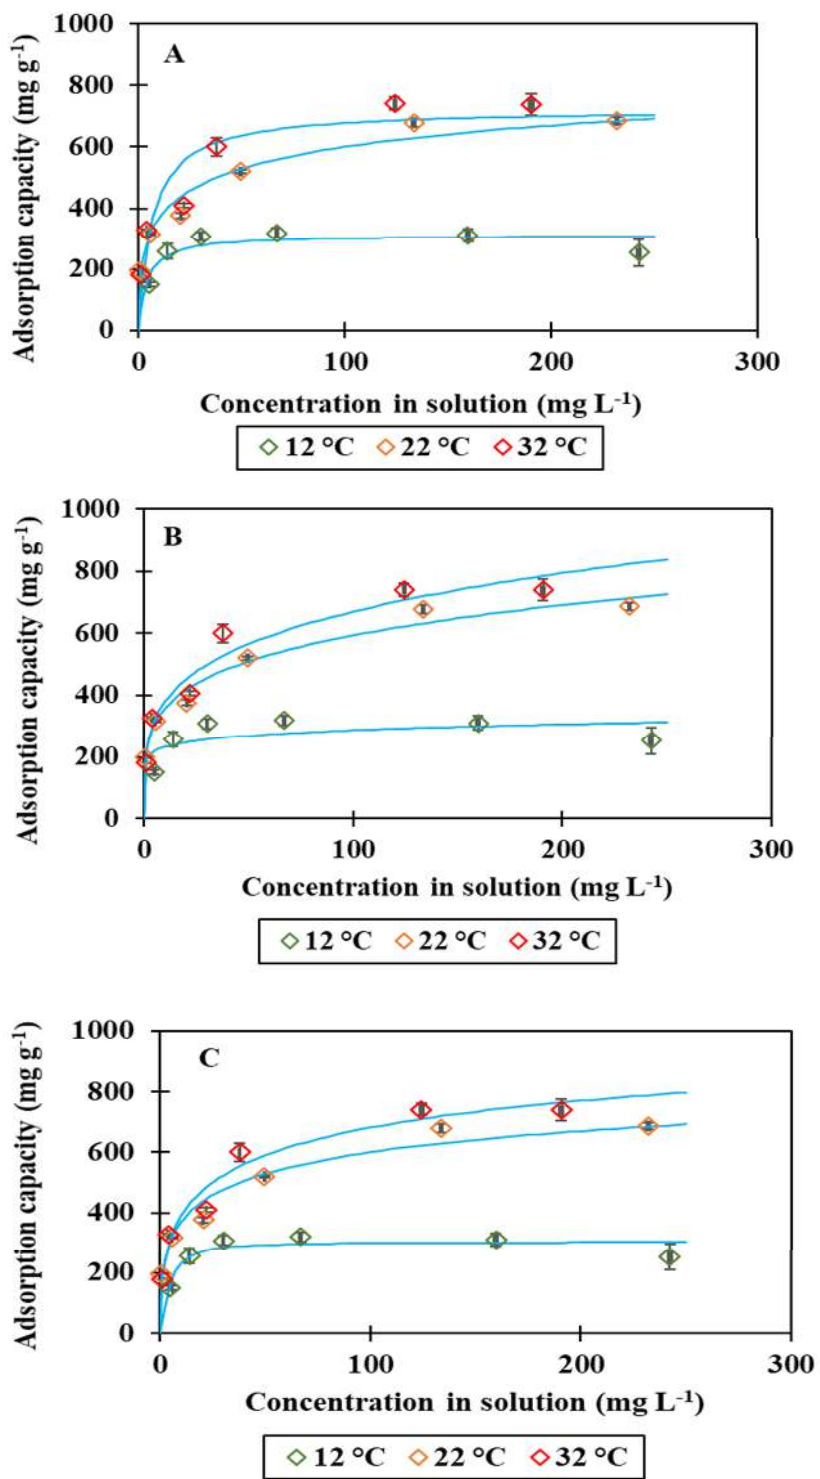 1000
A
800
600
400
200
0
0 100 200 300
Adsorption capacity (mg g⁻¹)
Concentration in solution (mg L⁻¹)
12 °C 22 °C 32 °C
1000
B
800
600
400
200
0
0 100 200 300
Adsorption capacity (mg g⁻¹)
Concentration in solution (mg L⁻¹)
12 °C 22 °C 32 °C
1000
C
800
600
400
200
0
0 100 200 300
Adsorption capacity (mg g⁻¹)
Concentration in solution (mg L⁻¹)
12 °C 22 °C 32 °C